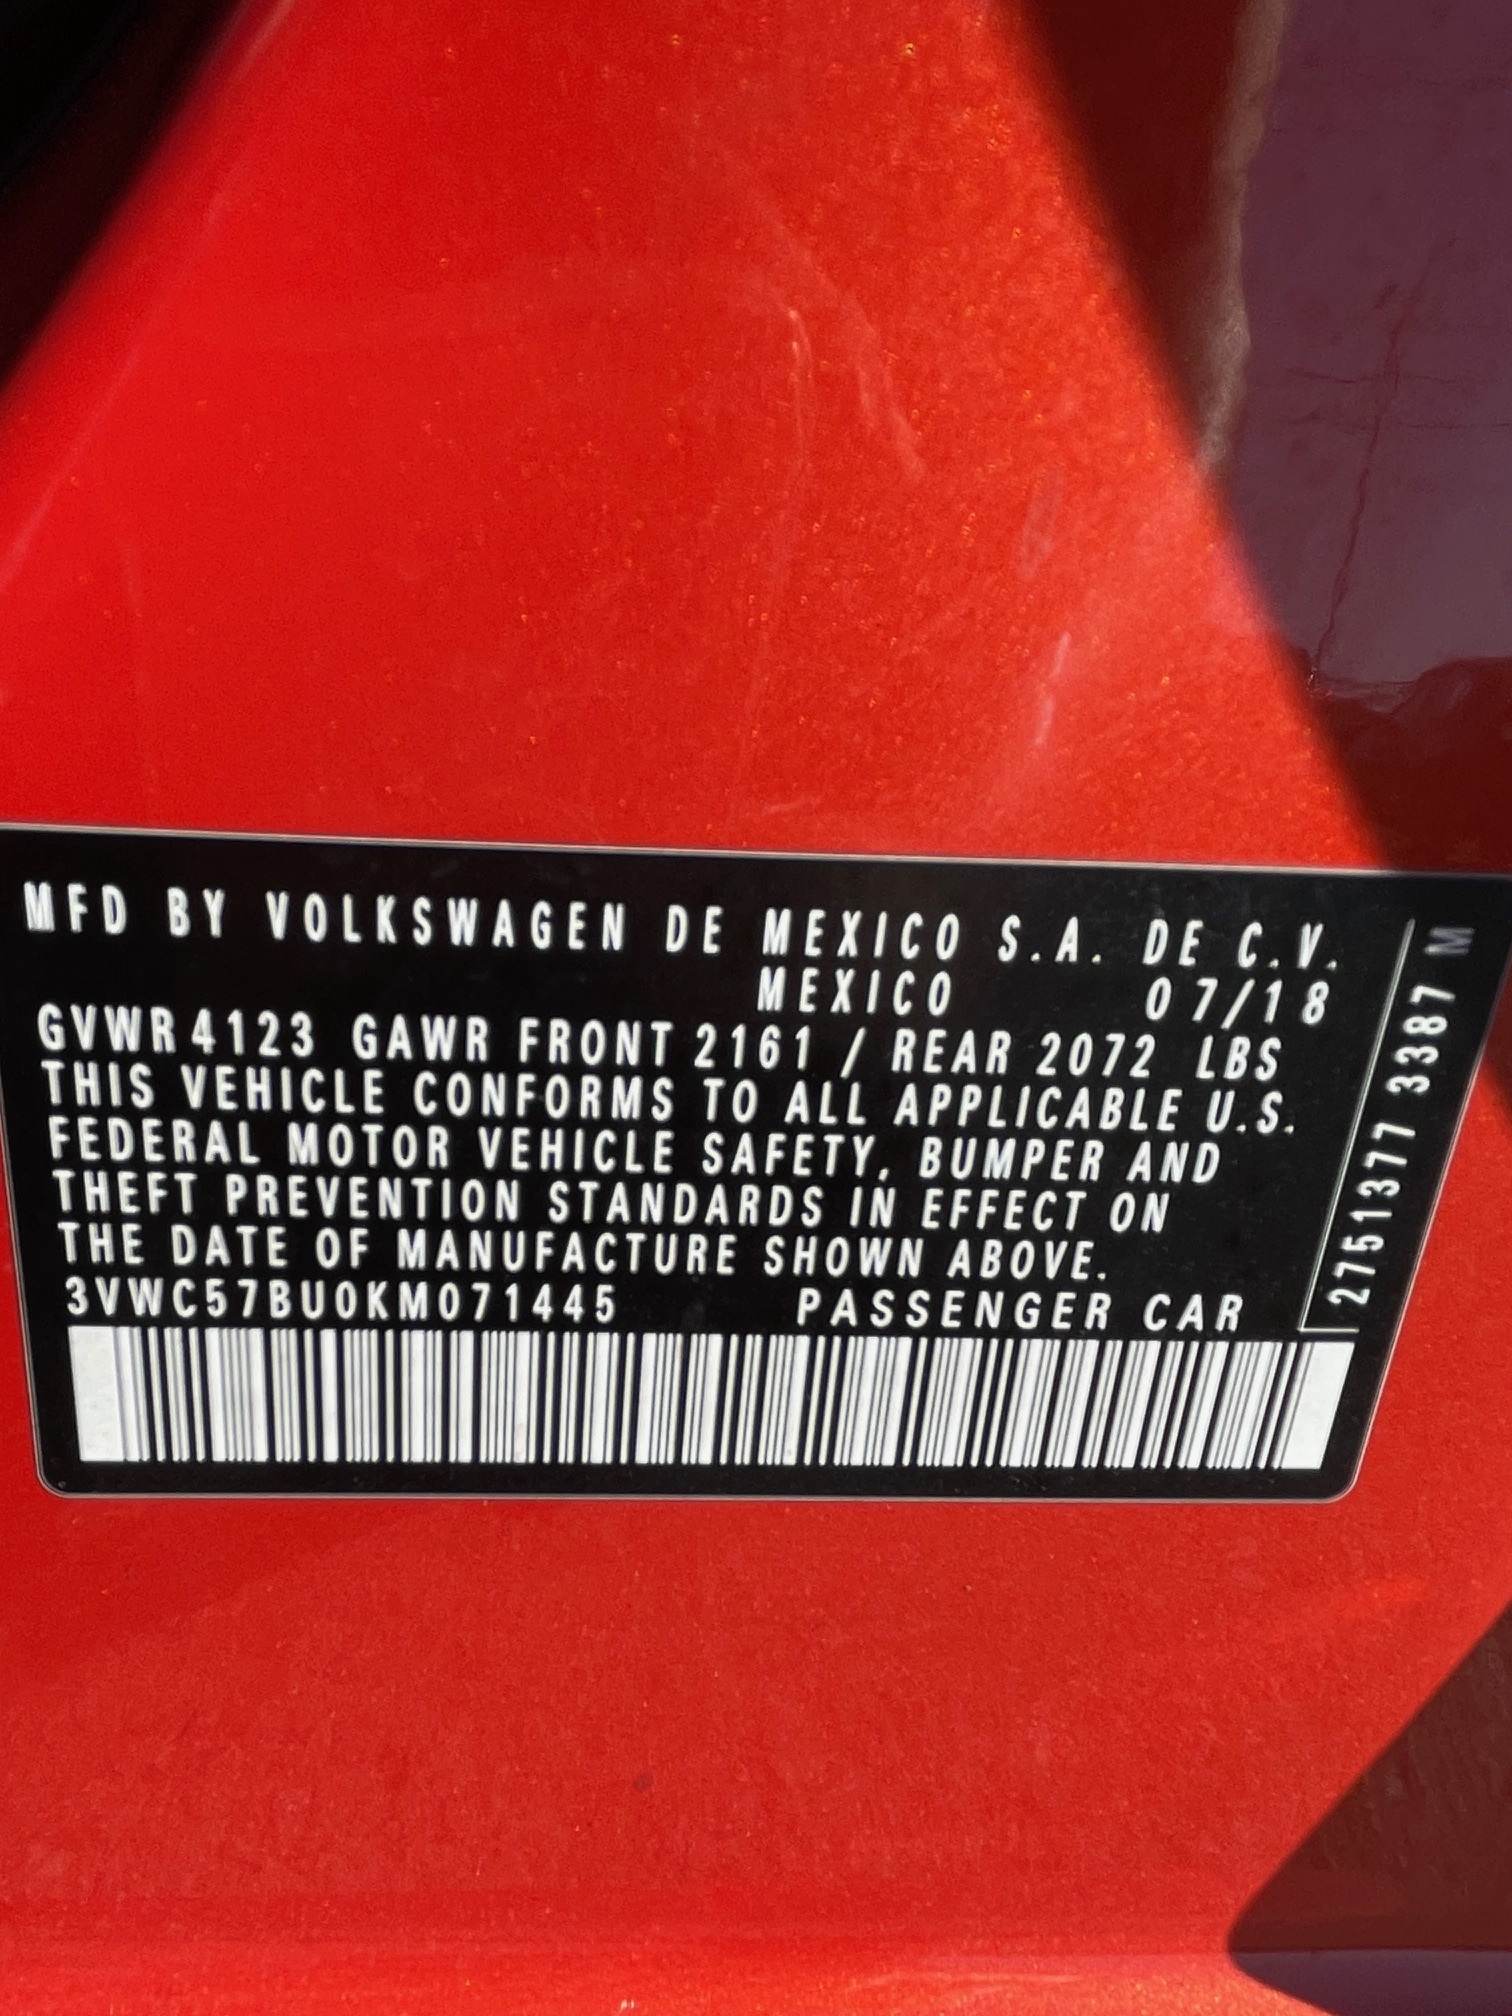 MFD BY VOLKSWAGEN DE MEXICO S.A. DE C.V.
MEXICO 07/18
GVWR 4123 GAWR FRONT 2161 / REAR 2072 LBS
THIS VEHICLE CONFORMS TO ALL APPLICABLE U.S.
FEDERAL MOTOR VEHICLE SAFETY, BUMPER AND
THEFT PREVENTION STANDARDS IN EFFECT ON
THE DATE OF MANUFACTURE SHOWN ABOVE.
3VWC57BU0KM071445 PASSENGER CAR
2751377 3387 M